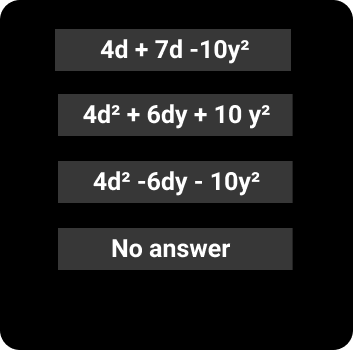 4d + 7d -10y²
4d² + 6dy + 10 y²
4d² -6dy - 10y²
No answer